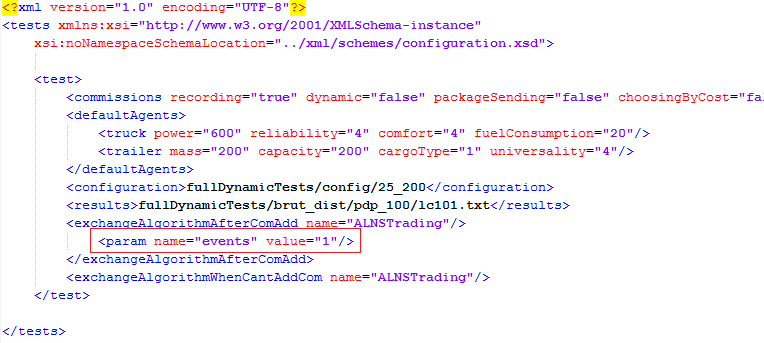 <?xml version="1.0" encoding="UTF-8"?>
<tests xmlns:xsi="http://www.w3.org/2001/XMLSchema-instance"
xsi:noNamespaceSchemaLocation="../xml/schemes/configuration.xsd">
<test>
<commissions recording="true" dynamic="false" packageSending="false" choosingByCost="fal
<defaultAgents>
<truck power="600" reliability="4" comfort="4" fuelConsumption="20"/>
<trailer mass="200" capacity="200" cargoType="1" universality="4"/>
</defaultAgents>
<configuration>fullDynamicTests/config/25_200</configuration>
<results>fullDynamicTests/brut_dist/pdp_100/lc101.txt</results>
<exchangeAlgorithmAfterComAdd name="ALNSTrading"/>
<param name="events" value="1"/>
</exchangeAlgorithmAfterComAdd>
<exchangeAlgorithmWhenCantAddCom name="ALNSTrading"/>
</test>
</tests>